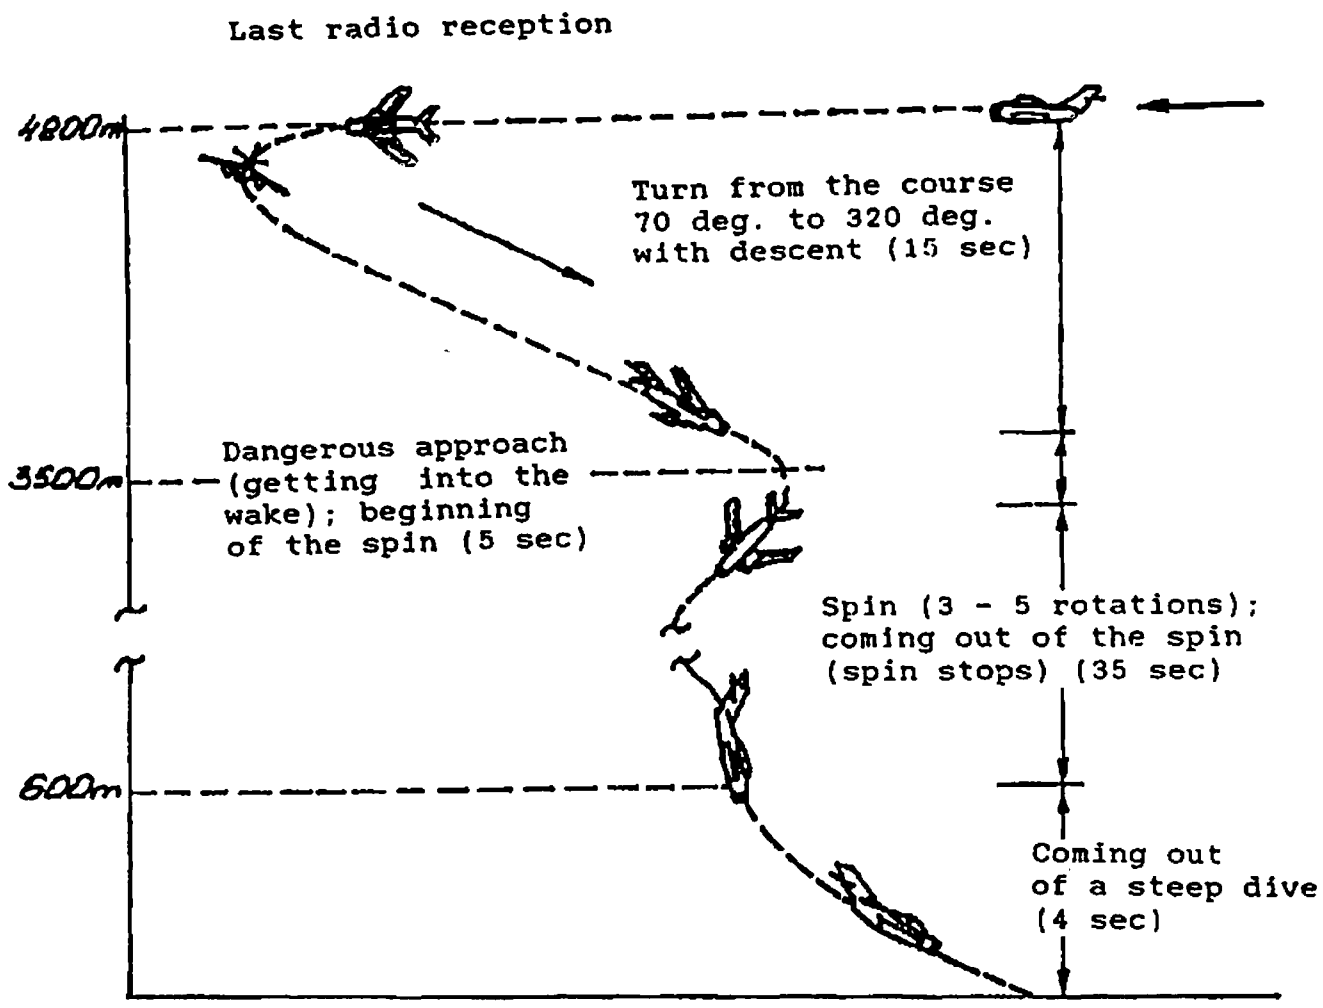 Last radio reception
4800m
Turn from the course
70 deg. to 320 deg.
with descent (15 sec)
Dangerous approach
(getting into the
wake); beginning
of the spin (5 sec)
3500m
Spin (3 - 5 rotations);
coming out of the spin
(spin stops) (35 sec)
600m
Coming out
of a steep dive
(4 sec)